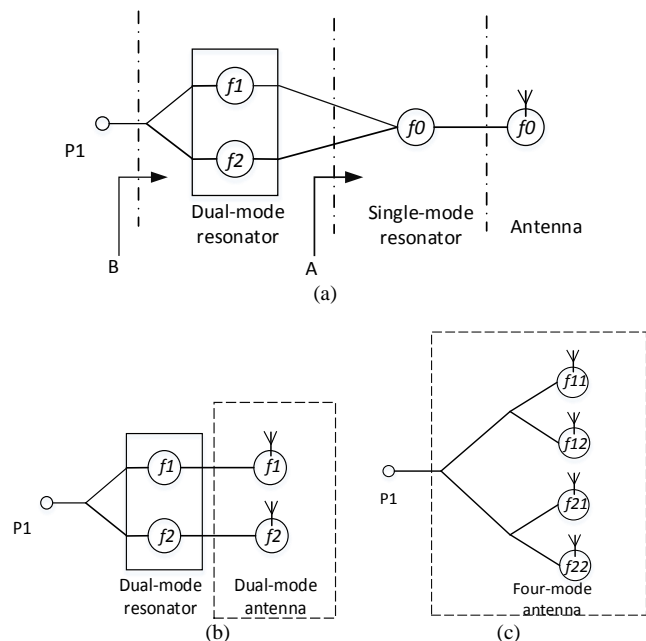 f1
P1
f0
f0
f2
Dual-mode
resonator
Single-mode
resonator
Antenna
B
A
(a)
f1
f1
P1
f2
f2
Dual-mode
resonator
Dual-mode
antenna
(b)
f11
f12
P1
f21
f22
Four-mode
antenna
(c)